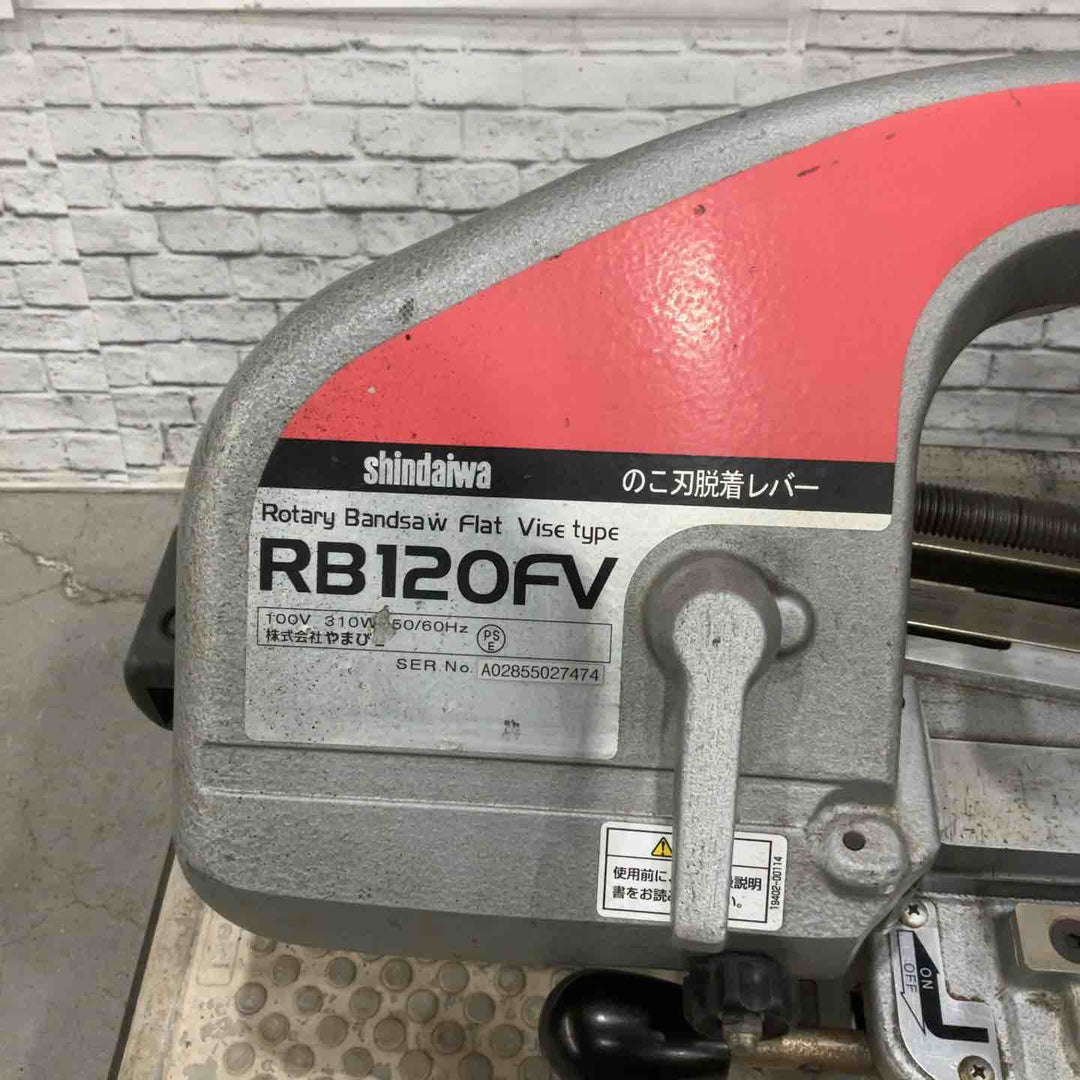 shindaiwa
のこ刃脱着レバー
Rotary Bandsaw Flat Vise type
RB120FV
100V 310W 50/60Hz
株式会社やまび
PS
E
SER.No. A02855027474
使用前に 説明
書をお読 い。
19402-00114
ON
OFF